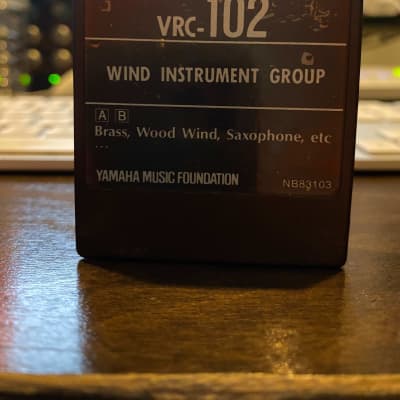 VRC-102
WIND INSTRUMENT GROUP
A B
Brass, Wood Wind, Saxophone, etc
...
YAMAHA MUSIC FOUNDATION NB83103